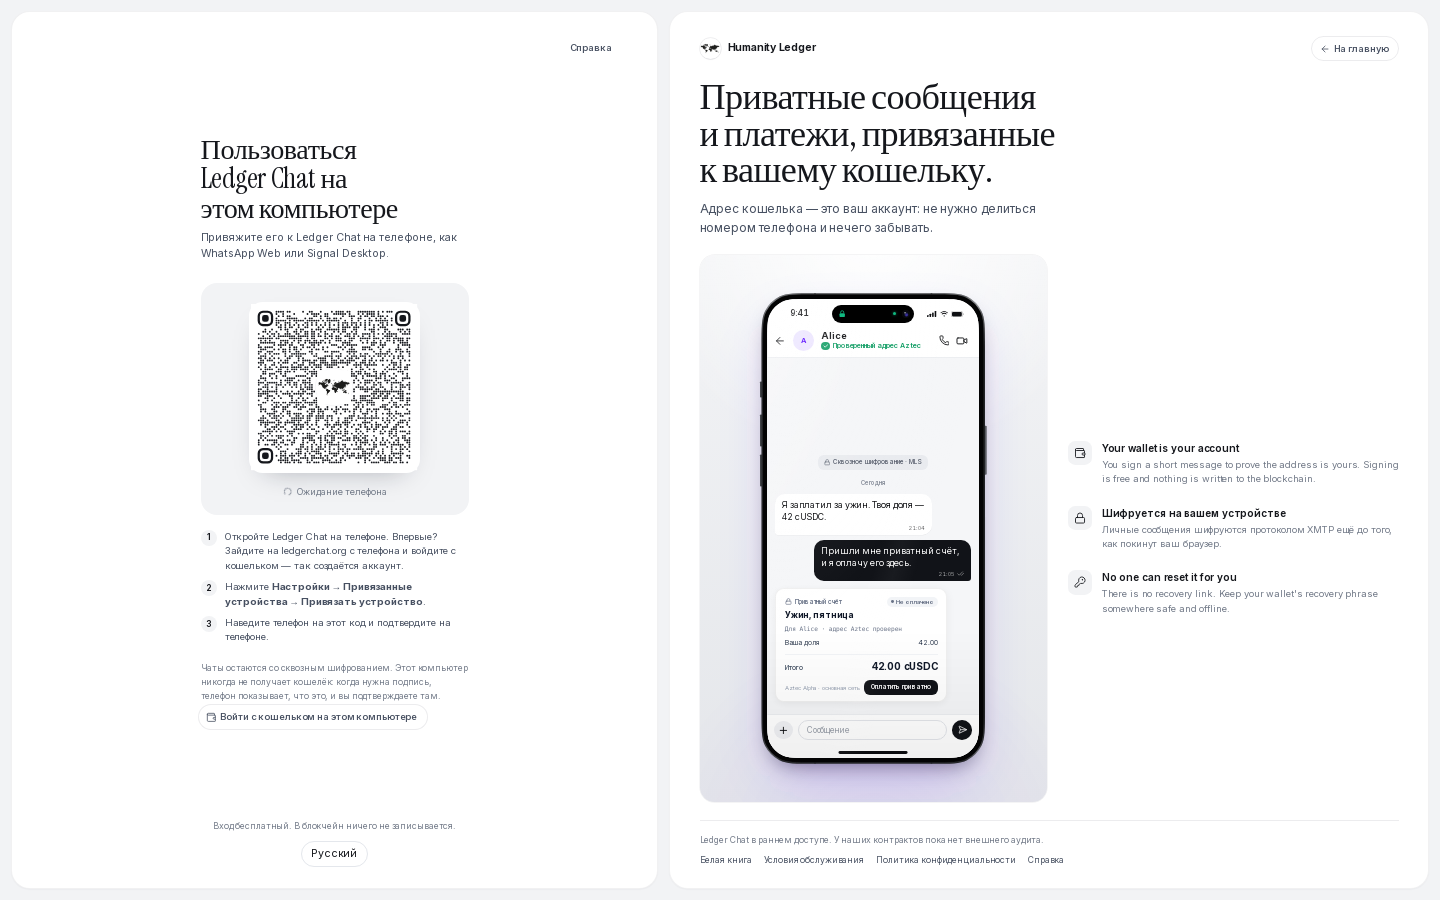 Справка
Пользоваться
Ledger Chat на
этом компьютере
Привяжите его к Ledger Chat на телефоне, как
WhatsApp Web или Signal Desktop.
Ожидание телефона
1 Откройте Ledger Chat на телефоне. Впервые?
Зайдите на ledgerchat.org с телефона и войдите с
кошельком — так создаётся аккаунт.
2 Нажмите Настройки → Привязанные
устройства → Привязать устройство.
3 Наведите телефон на этот код и подтвердите на
телефоне.
Чаты остаются со сквозным шифрованием. Этот компьютер
никогда не получает кошелёк: когда нужна подпись,
телефон показывает, что это, и вы подтверждаете там.
Войти с кошельком на этом компьютере
Вход бесплатный. В блокчейн ничего не записывается.
Русский
Humanity Ledger
← На главную
Приватные сообщения
и платежи, привязанные
к вашему кошельку.
Адрес кошелька — это ваш аккаунт: не нужно делиться
номером телефона и нечего забывать.
9:41
A
Alice
Проверенный адрес Aztec
Сквозное шифрование · MLS
Сегодня
Я заплатил за ужин. Твоя доля —
42 cUSDC.
21:04
Пришли мне приватный счёт,
и я оплачу его здесь.
21:05
Приватный счёт
Не оплачено
Ужин, пятница
Для Alice · адрес Aztec проверен
Ваша доля 42.00
Итого 42.00 cUSDC
Aztec Alpha · основная сеть
Оплатить приватно
Сообщение
Your wallet is your account
You sign a short message to prove the address is yours. Signing
is free and nothing is written to the blockchain.
Шифруется на вашем устройстве
Личные сообщения шифруются протоколом XMTP ещё до того,
как покинут ваш браузер.
No one can reset it for you
There is no recovery link. Keep your wallet's recovery phrase
somewhere safe and offline.
Ledger Chat в раннем доступе. У наших контрактов пока нет внешнего аудита.
Белая книга Условия обслуживания Политика конфиденциальности Справка